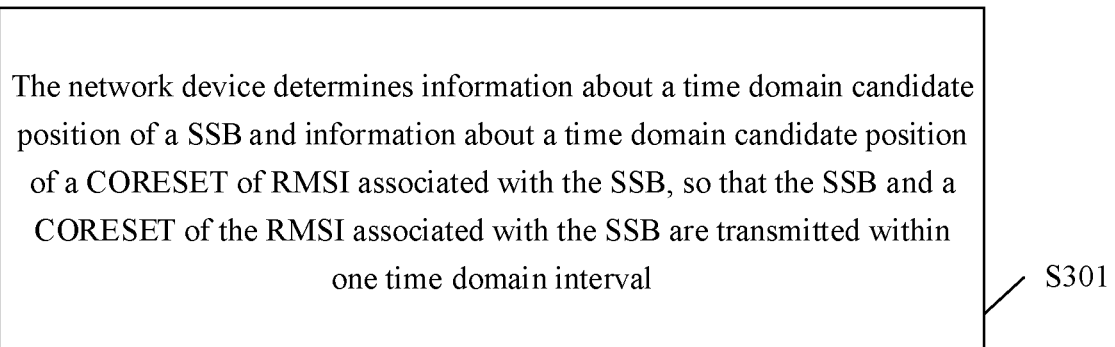 The network device determines information about a time domain candidate
position of a SSB and information about a time domain candidate position
of a CORESET of RMSI associated with the SSB, so that the SSB and a
CORESET of the RMSI associated with the SSB are transmitted within
one time domain interval
S301